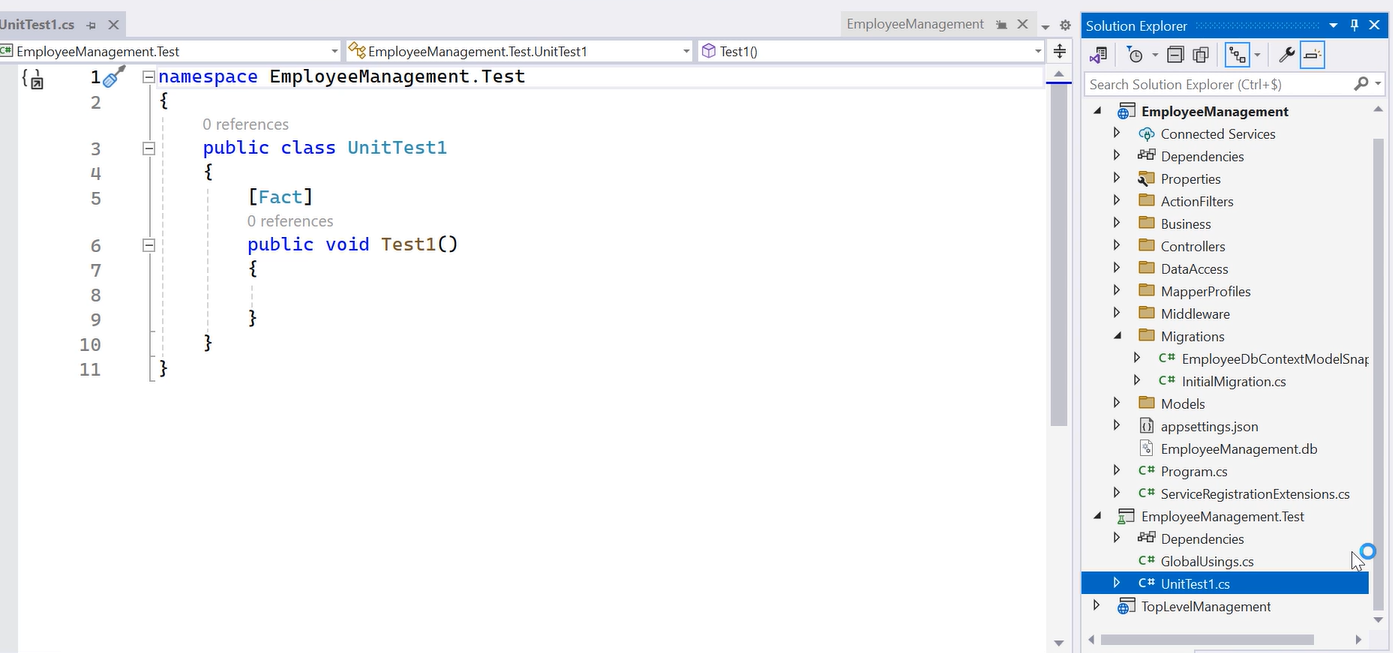 UnitTest1.cs
EmployeeManagement
EmployeeManagement.Test
EmployeeManagement.Test.UnitTest1
Test1()
1 namespace EmployeeManagement.Test
2 {
0 references
3 public class UnitTest1
4 {
5 [Fact]
0 references
6 public void Test1()
7 {
8
9 }
10 }
11 }
Solution Explorer
Search Solution Explorer (Ctrl+$)
EmployeeManagement
Connected Services
Dependencies
Properties
ActionFilters
Business
Controllers
DataAccess
MapperProfiles
Middleware
Migrations
C# EmployeeDbContextModelSnap
C# InitialMigration.cs
Models
appsettings.json
EmployeeManagement.db
C# Program.cs
C# ServiceRegistrationExtensions.cs
EmployeeManagement.Test
Dependencies
C# GlobalUsings.cs
C# UnitTest1.cs
TopLevelManagement